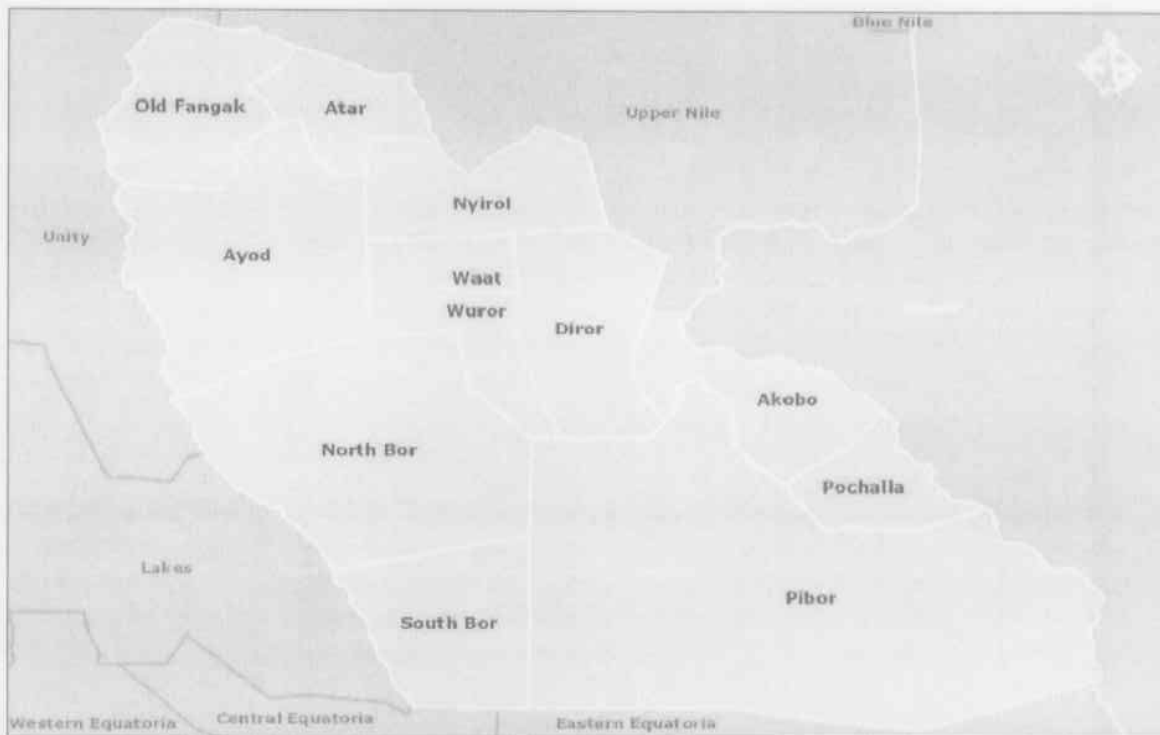 Blue Nile
Old Fangak
Atar
Upper Nile
Nyirol
Unity
Ayod
Waat
Wuror
Diror
Akobo
North Bor
Pochalla
Lakes
Pibor
South Bor
Western Equatoria
Central Equatoria
Eastern Equatoria